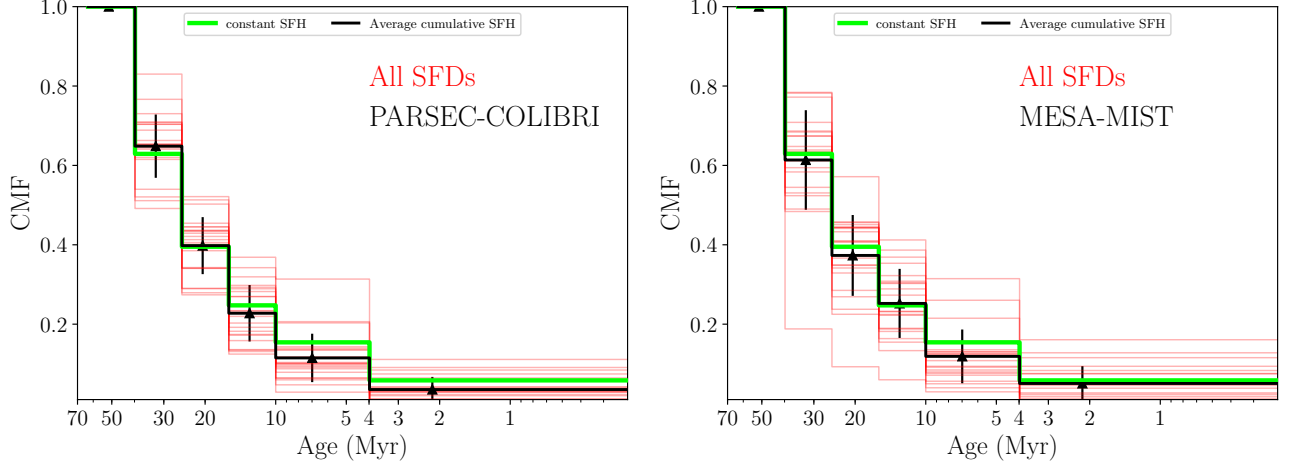 constant SFH
Average cumulative SFH
All SFDs
PARSEC-COLIBRI
CMF
1.0
0.8
0.6
0.4
0.2
70 50 30 20 10 5 4 3 2 1
Age (Myr)
constant SFH
Average cumulative SFH
All SFDs
MESA-MIST
CMF
1.0
0.8
0.6
0.4
0.2
70 50 30 20 10 5 4 3 2 1
Age (Myr)